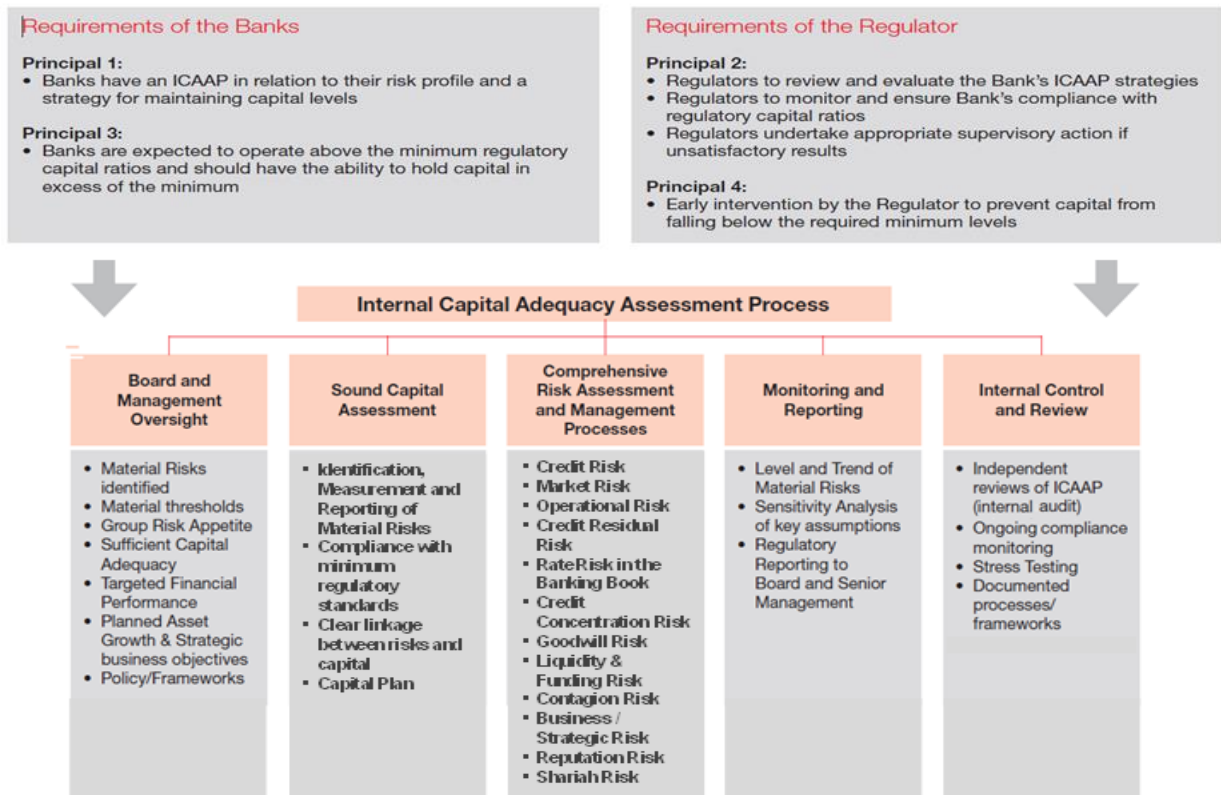 Requirements of the Banks
Principal 1:
• Banks have an ICAAP in relation to their risk profile and a
strategy for maintaining capital levels
Principal 3:
• Banks are expected to operate above the minimum regulatory
capital ratios and should have the ability to hold capital in
excess of the minimum
Requirements of the Regulator
Principal 2:
• Regulators to review and evaluate the Bank's ICAAP strategies
• Regulators to monitor and ensure Bank's compliance with
regulatory capital ratios
• Regulators undertake appropriate supervisory action if
unsatisfactory results
Principal 4:
• Early intervention by the Regulator to prevent capital from
falling below the required minimum levels
Internal Capital Adequacy Assessment Process
Board and
Management
Oversight
• Material Risks
identified
• Material thresholds
• Group Risk Appetite
• Sufficient Capital
Adequacy
• Targeted Financial
Performance
• Planned Asset
Growth & Strategic
business objectives
• Policy/Frameworks
Sound Capital
Assessment
▪ Identification,
Measurement and
Reporting of
Material Risks
▪ Compliance with
minimum
regulatory
standards
▪ Clear linkage
between risks and
capital
▪ Capital Plan
Comprehensive
Risk Assessment
and Management
Processes
▪ Credit Risk
▪ Market Risk
▪ Operational Risk
▪ Credit Residual
Risk
▪ Rate Risk in the
Banking Book
▪ Credit
Concentration Risk
▪ Goodwill Risk
▪ Liquidity &
Funding Risk
▪ Contagion Risk
▪ Business /
Strategic Risk
▪ Reputation Risk
▪ Shariah Risk
Monitoring and
Reporting
• Level and Trend of
Material Risks
• Sensitivity Analysis
of key assumptions
• Regulatory
Reporting to
Board and Senior
Management
Internal Control
and Review
• Independent
reviews of ICAAP
(internal audit)
• Ongoing compliance
monitoring
• Stress Testing
• Documented
processes/
frameworks